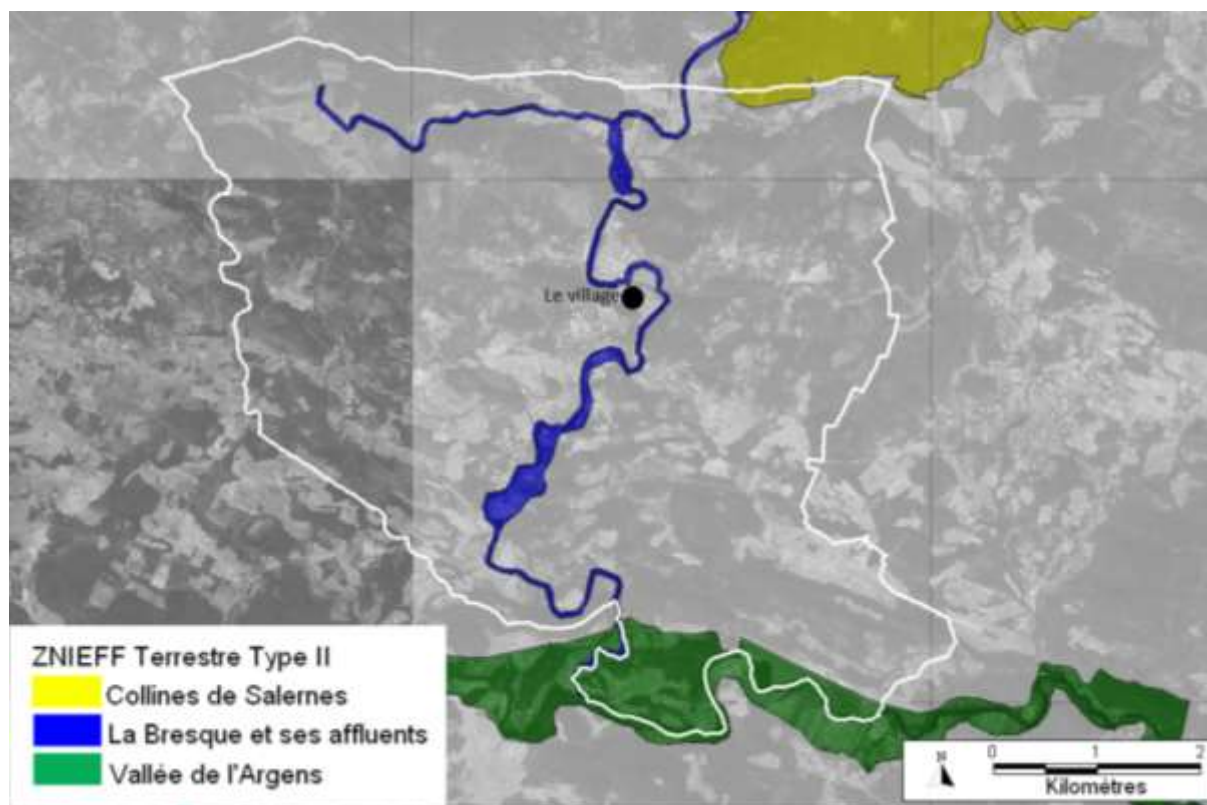 Le village
ZNIEFF Terrestre Type II
Collines de Salernes
La Bresque et ses affluents
Vallée de l'Argens
N
0 1 2
Kilométres